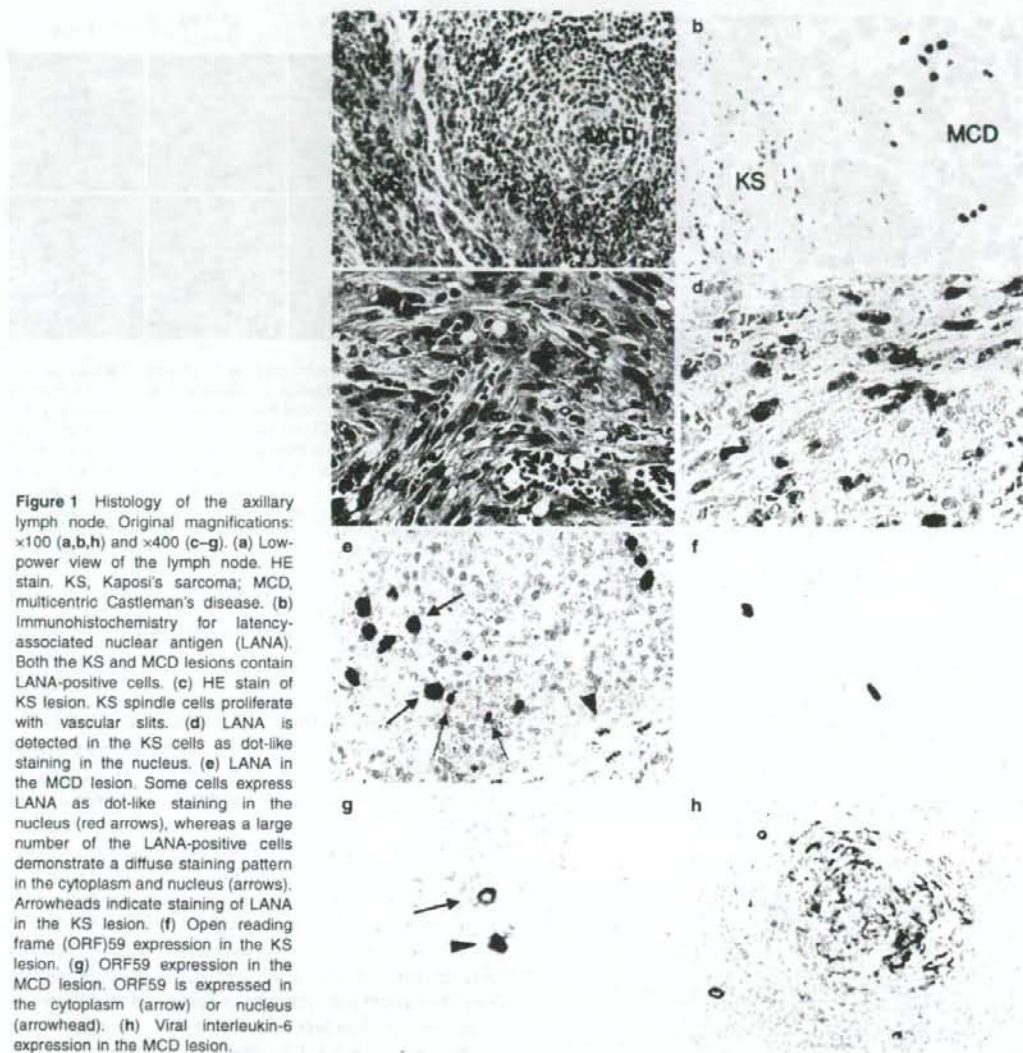 MCD
b
KS
MCD
d
e
f
g
h
Figure 1 Histology of the axillary
lymph node. Original magnifications:
×100 (a,b,h) and ×400 (c–g). (a) Low-
power view of the lymph node. HE
stain. KS, Kaposi's sarcoma; MCD,
multicentric Castleman's disease. (b)
Immunohistochemistry for latency-
associated nuclear antigen (LANA).
Both the KS and MCD lesions contain
LANA-positive cells. (c) HE stain of
KS lesion. KS spindle cells proliferate
with vascular slits. (d) LANA is
detected in the KS cells as dot-like
staining in the nucleus. (e) LANA in
the MCD lesion. Some cells express
LANA as dot-like staining in the
nucleus (red arrows), whereas a large
number of the LANA-positive cells
demonstrate a diffuse staining pattern
in the cytoplasm and nucleus (arrows).
Arrowheads indicate staining of LANA
in the KS lesion. (f) Open reading
frame (ORF)59 expression in the KS
lesion. (g) ORF59 expression in the
MCD lesion. ORF59 is expressed in
the cytoplasm (arrow) or nucleus
(arrowhead). (h) Viral interleukin-6
expression in the MCD lesion.